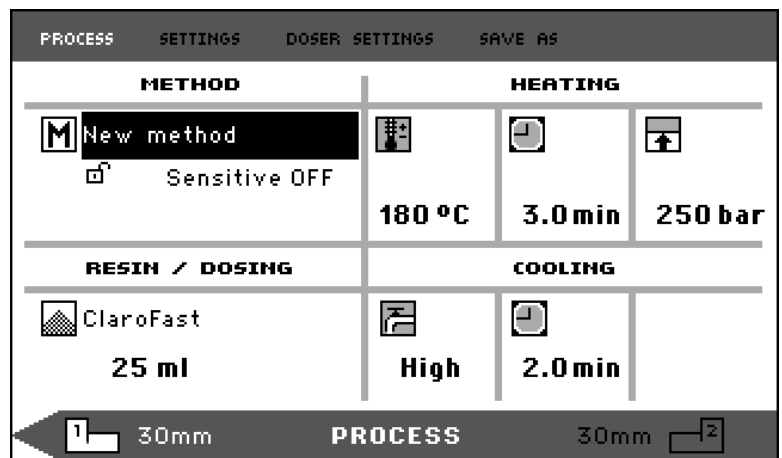 PROCESS SETTINGS DOSER SETTINGS SAVE AS
METHOD HEATING
M New method
Sensitive OFF
180 ºC 3.0 min 250 bar
RESIN / DOSING COOLING
ClaroFast
25 ml High 2.0 min
1 30mm PROCESS 30mm 2